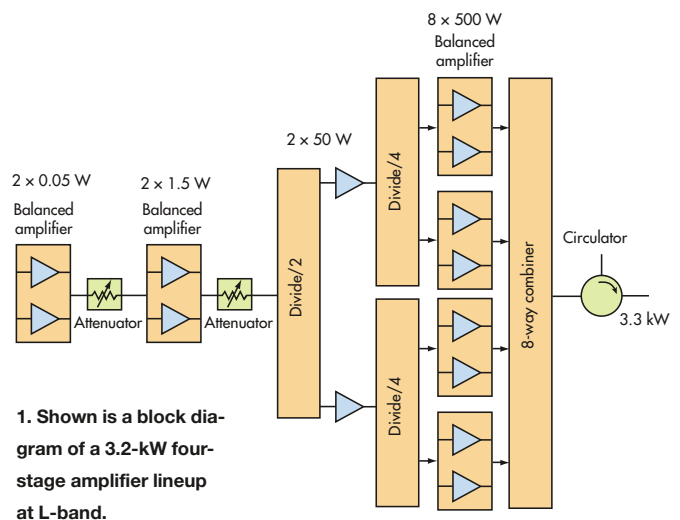 8 × 500 W
Balanced
amplifier
2 × 50 W
Divide/4
2 × 0.05 W
Balanced
amplifier
2 × 1.5 W
Balanced
amplifier
Divide/2
8-way combiner
Circulator
Attenuator
Attenuator
3.3 kW
Divide/4
1. Shown is a block dia-
gram of a 3.2-kW four-
stage amplifier lineup
at L-band.